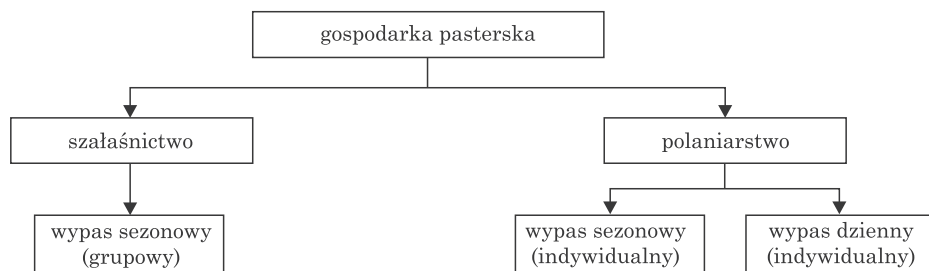 gospodarka pasterska
szałaśnictwo
polaniarstwo
wypas sezonowy
(grupowy)
wypas sezonowy
(indywidualny)
wypas dzienny
(indywidualny)